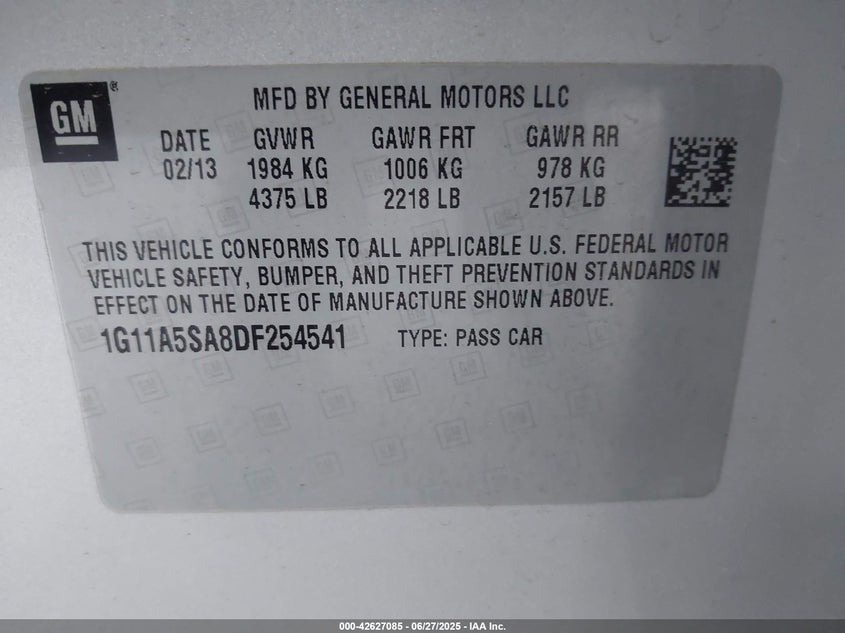 GM®
MFD BY GENERAL MOTORS LLC
DATE GVWR GAWR FRT GAWR RR
02/13 1984 KG 1006 KG 978 KG
4375 LB 2218 LB 2157 LB
THIS VEHICLE CONFORMS TO ALL APPLICABLE U.S. FEDERAL MOTOR
VEHICLE SAFETY, BUMPER, AND THEFT PREVENTION STANDARDS IN
EFFECT ON THE DATE OF MANUFACTURE SHOWN ABOVE.
1G11A5SA8DF254541 TYPE: PASS CAR
000-42627085 - 06/27/2025 - IAA Inc.